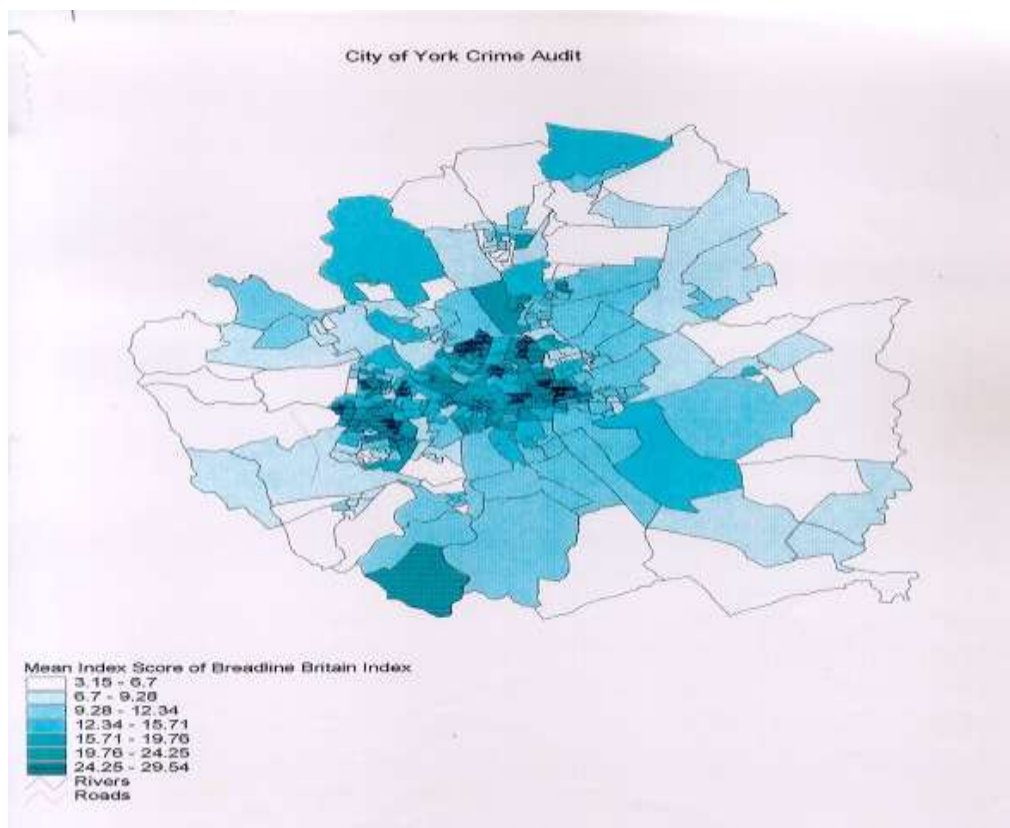 City of York Crime Audit
Mean Index Score of Breadline Britain Index
3.15 - 6.7
6.7 - 9.28
9.28 - 12.34
12.34 - 15.71
15.71 - 19.76
19.76 - 24.25
24.25 - 29.54
Rivers
Roads